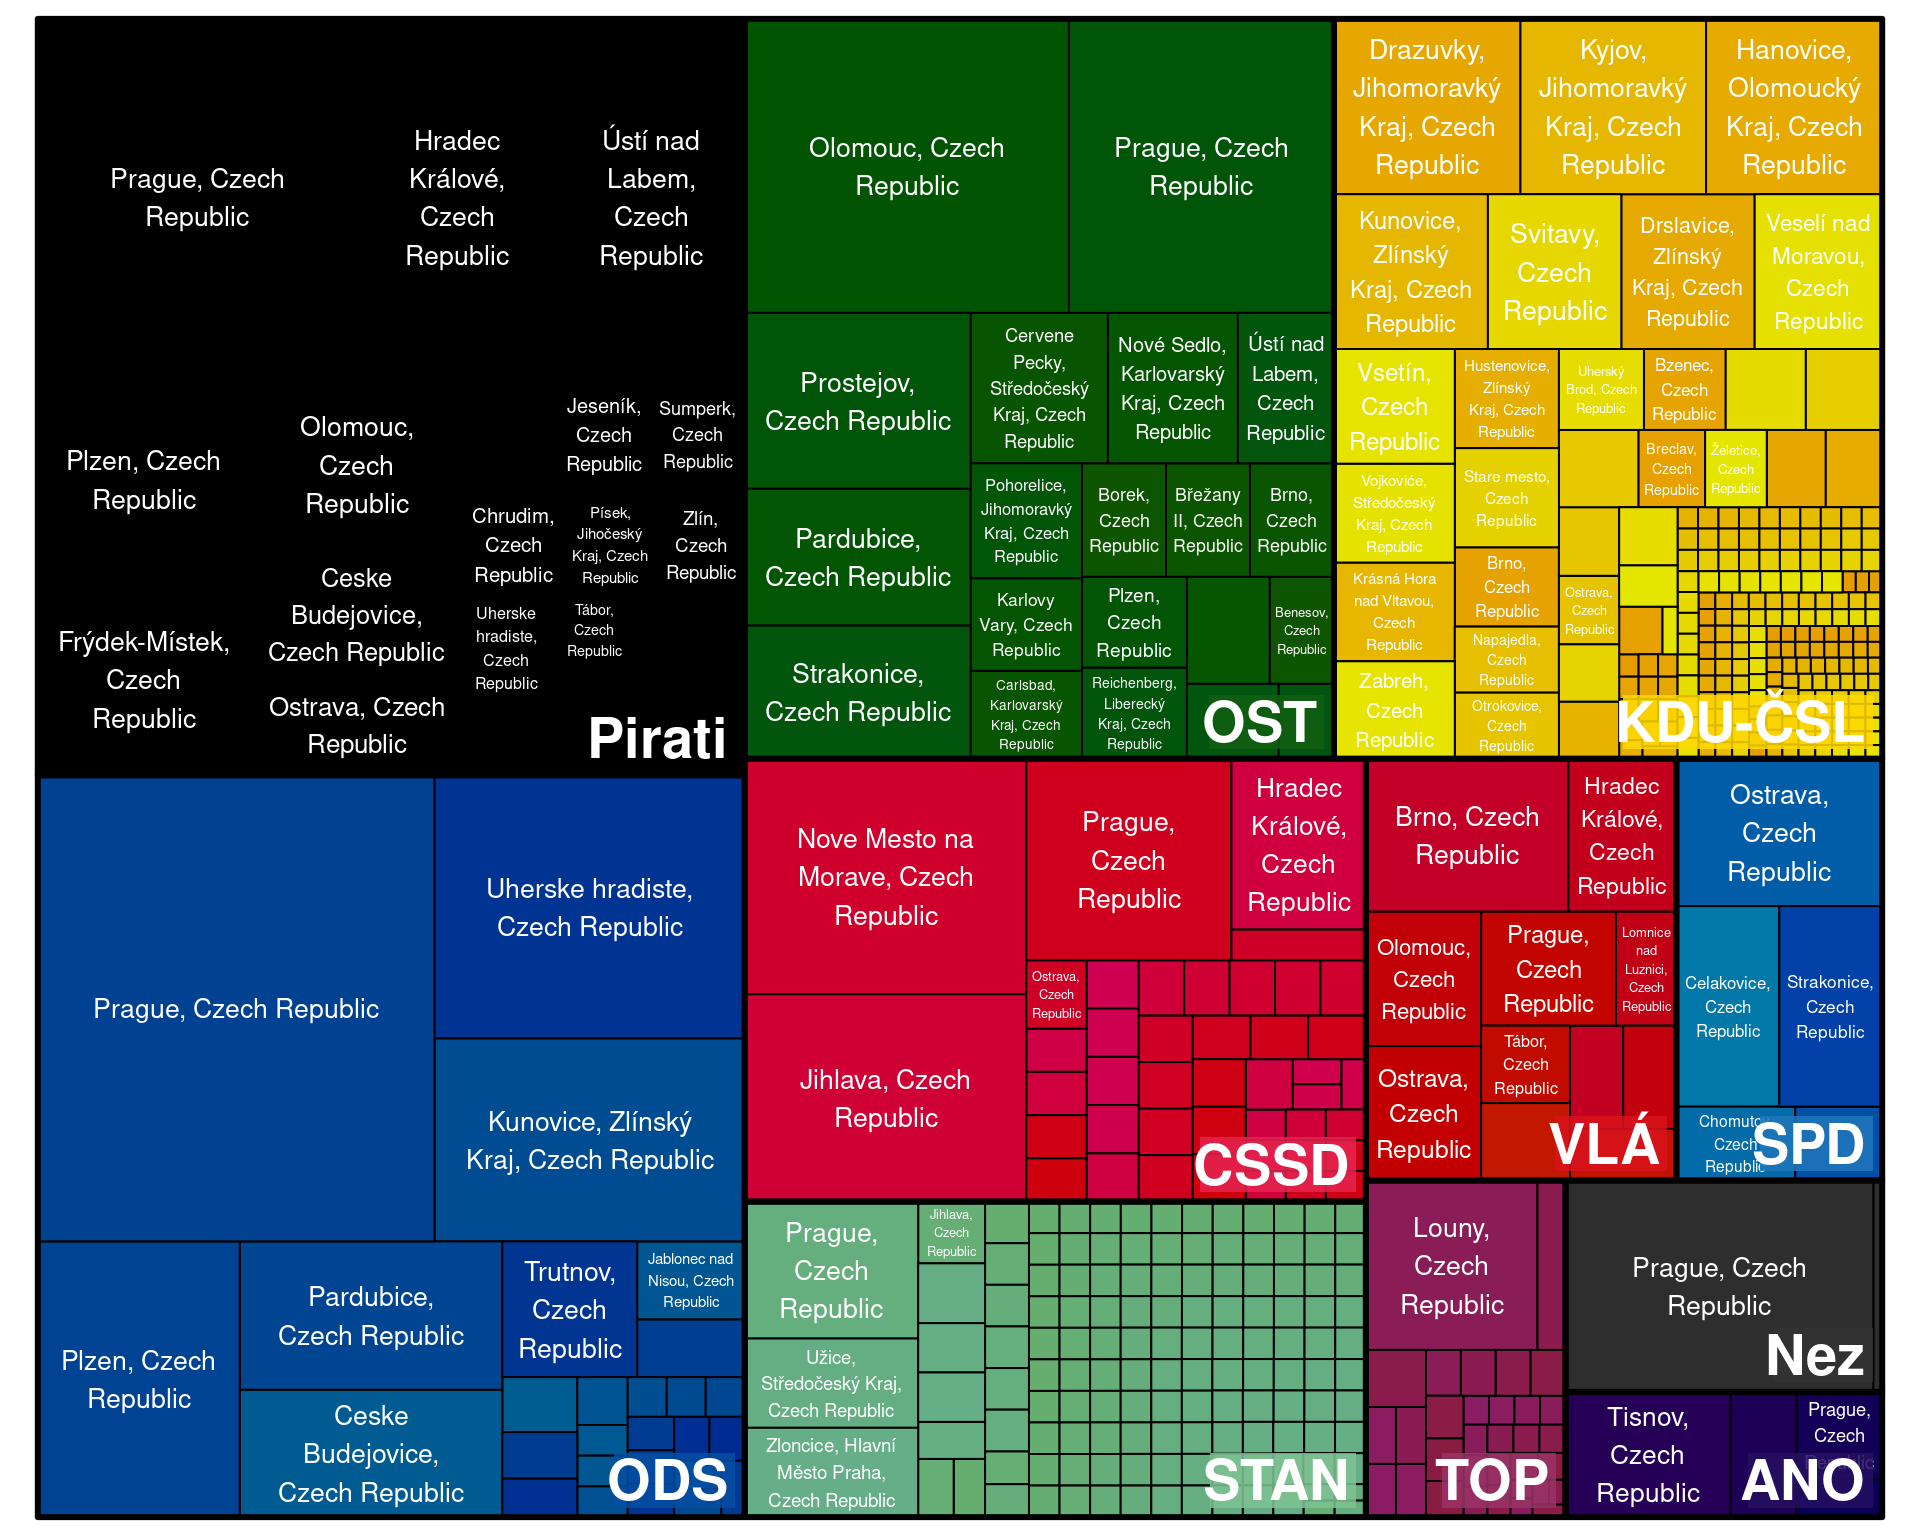 Prague, Czech
Republic
Hradec
Králové,
Czech
Republic
Ústí nad
Labem,
Czech
Republic
Plzen, Czech
Republic
Olomouc,
Czech
Republic
Jeseník,
Czech
Republic
Sumperk,
Czech
Republic
Chrudim,
Czech
Republic
Písek,
Jihočeský
Kraj, Czech
Republic
Zlín,
Czech
Republic
Frýdek-Místek,
Czech
Republic
Ceske
Budejovice,
Czech Republic
Uherske
hradiste,
Czech
Republic
Tábor,
Czech
Republic
Ostrava, Czech
Republic
Pirati
Olomouc, Czech
Republic
Prague, Czech
Republic
Prostejov,
Czech Republic
Cervene
Pecky,
Středočeský
Kraj, Czech
Republic
Nové Sedlo,
Karlovarský
Kraj, Czech
Republic
Ústí nad
Labem,
Czech
Republic
Pardubice,
Czech Republic
Pohorelice,
Jihomoravký
Kraj, Czech
Republic
Borek,
Czech
Republic
Břežany
II, Czech
Republic
Brno,
Czech
Republic
Strakonice,
Czech Republic
Karlovy
Vary, Czech
Republic
Plzen,
Czech
Republic
Benesov,
Czech
Republic
Carlsbad,
Karlovarský
Kraj, Czech
Republic
Reichenberg,
Liberecký
Kraj, Czech
Republic
OST
Drazuvky,
Jihomoravký
Kraj, Czech
Republic
Kyjov,
Jihomoravký
Kraj, Czech
Republic
Hanovice,
Olomoucký
Kraj, Czech
Republic
Kunovice,
Zlínský
Kraj, Czech
Republic
Svitavy,
Czech
Republic
Drslavice,
Zlínský
Kraj, Czech
Republic
Veselí nad
Moravou,
Czech
Republic
Vsetín,
Czech
Republic
Hustenovice,
Zlínský
Kraj, Czech
Republic
Uherský
Brod, Czech
Republic
Bzenec,
Czech
Republic
Vojkoviće,
Středočeský
Kraj, Czech
Republic
Stare mesto,
Czech
Republic
Breclav,
Czech
Republic
Želetice,
Czech
Republic
Krásná Hora
nad Vltavou,
Czech
Republic
Brno,
Czech
Republic
Ostrava,
Czech
Republic
Zabreh,
Czech
Republic
Napajedla,
Czech
Republic
Otrokovice,
Czech
Republic
KDU-ČSL
Prague, Czech Republic
Uherske hradiste,
Czech Republic
Kunovice, Zlínský
Kraj, Czech Republic
Plzen, Czech
Republic
Pardubice,
Czech Republic
Trutnov,
Czech
Republic
Jablonec nad
Nisou, Czech
Republic
Ceske
Budejovice,
Czech Republic
ODS
Nove Mesto na
Morave, Czech
Republic
Prague,
Czech
Republic
Hradec
Králové,
Czech
Republic
Jihlava, Czech
Republic
Ostrava,
Czech
Republic
CSSD
Brno, Czech
Republic
Hradec
Králové,
Czech
Republic
Olomouc,
Czech
Republic
Prague,
Czech
Republic
Lomnice
nad
Luznici,
Czech
Republic
Ostrava,
Czech
Republic
Tábor,
Czech
Republic
VLÁ
Ostrava,
Czech
Republic
Celakovice,
Czech
Republic
Strakonice,
Czech
Republic
Chomutov,
Czech
Republic
SPD
Prague,
Czech
Republic
Jihlava,
Czech
Republic
Užice,
Středočeský Kraj,
Czech Republic
Zloncice, Hlavní
Město Praha,
Czech Republic
STAN
Louny,
Czech
Republic
TOP
Prague, Czech
Republic
Nez
Tisnov,
Czech
Republic
Prague,
Czech
Republic
ANO